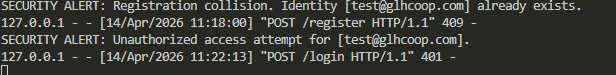 SECURITY ALERT: Registration collision. Identity [test@glhcoop.com] already exists.
127.0.0.1 - - [14/Apr/2026 11:18:00] "POST /register HTTP/1.1" 409 -
SECURITY ALERT: Unauthorized access attempt for [test@glhcoop.com].
127.0.0.1 - - [14/Apr/2026 11:22:13] "POST /login HTTP/1.1" 401 -